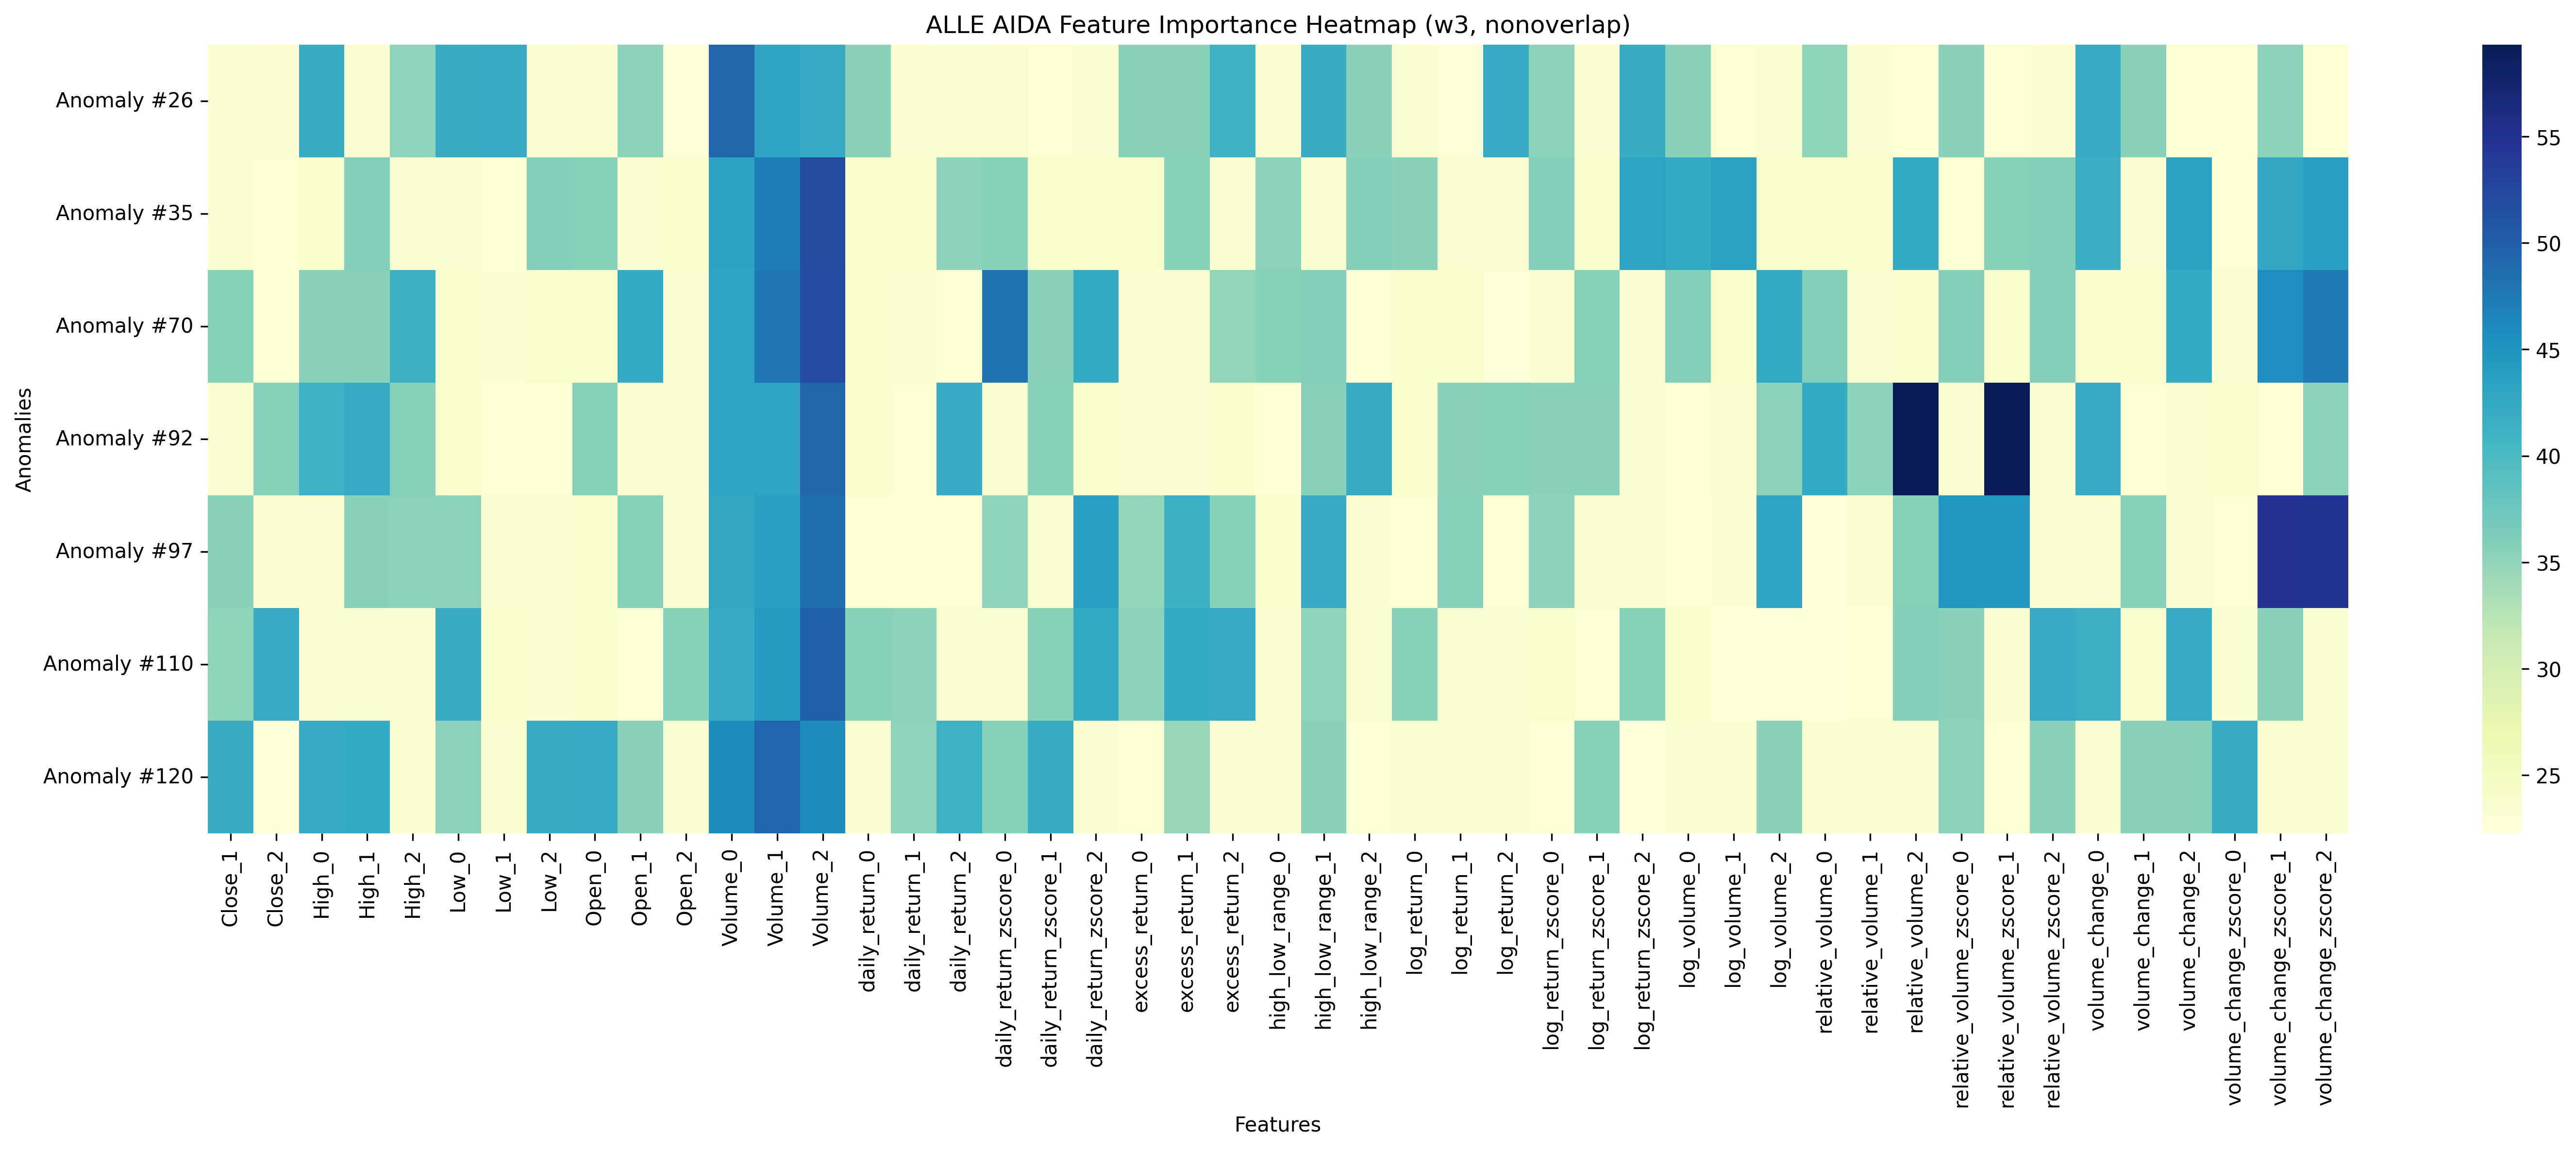 ALLE AIDA Feature Importance Heatmap (w3, nonoverlap)
Anomalies
Anomaly #26
Anomaly #35
Anomaly #70
Anomaly #92
Anomaly #97
Anomaly #110
Anomaly #120
Close_1
Close_2
High_0
High_1
High_2
Low_0
Low_1
Low_2
Open_0
Open_1
Open_2
Volume_0
Volume_1
Volume_2
daily_return_0
daily_return_1
daily_return_2
daily_return_zscore_0
daily_return_zscore_1
daily_return_zscore_2
excess_return_0
excess_return_1
excess_return_2
high_low_range_0
high_low_range_1
high_low_range_2
log_return_0
log_return_1
log_return_2
log_return_zscore_0
log_return_zscore_1
log_return_zscore_2
log_volume_0
log_volume_1
log_volume_2
relative_volume_0
relative_volume_1
relative_volume_2
relative_volume_zscore_0
relative_volume_zscore_1
relative_volume_zscore_2
volume_change_0
volume_change_1
volume_change_2
volume_change_zscore_0
volume_change_zscore_1
volume_change_zscore_2
Features
55
50
45
40
35
30
25